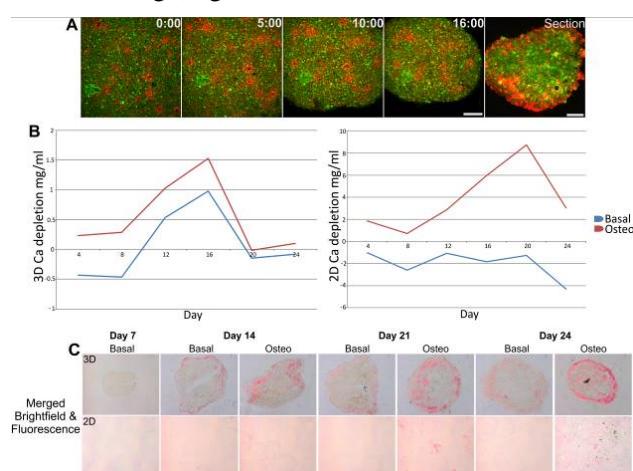 A 0:00 5:00 10:00 16:00 Section
B
3D Ca depletion mg/ml
2
1.5
1
0.5
0
-0.5
1
4 8 12 16 20 24
Day
2D Ca depletion mg/ml
10
8
6
4
2
0
-2
-4
-6
4 8 12 16 20 24
Day
Basal
Osteo
C
Day 7 Day 14 Day 21 Day 24
Basal Basal Osteo Basal Osteo Basal Osteo
3D
Merged
Brightfield &
Fluorescence
2D